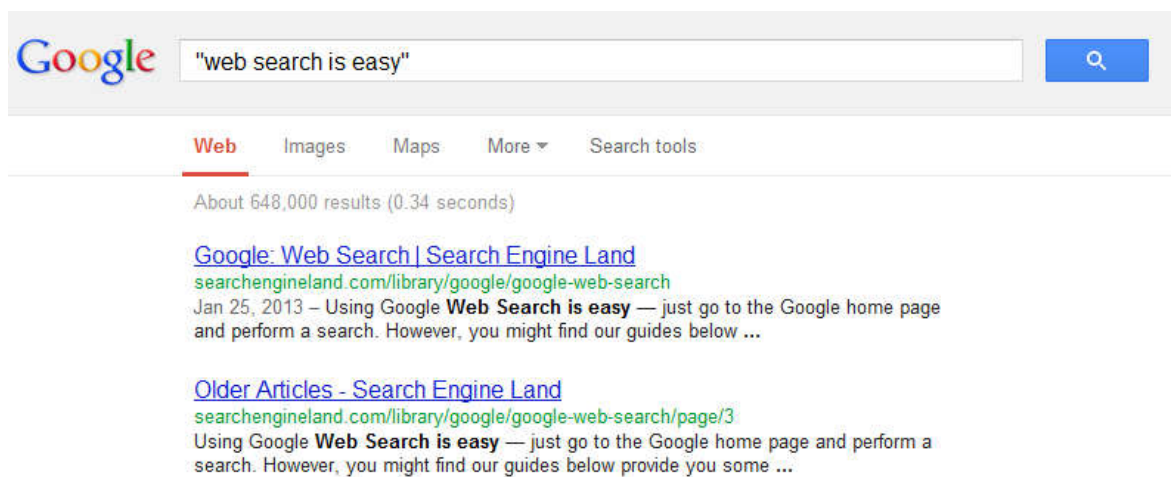 Google "web search is easy"
Web Images Maps More Search tools
About 648,000 results (0.34 seconds)
Google: Web Search | Search Engine Land
searchengineland.com/library/google/google-web-search
Jan 25, 2013 – Using Google Web Search is easy — just go to the Google home page
and perform a search. However, you might find our guides below ...
Older Articles - Search Engine Land
searchengineland.com/library/google/google-web-search/page/3
Using Google Web Search is easy — just go to the Google home page and perform a
search. However, you might find our guides below provide you some ...